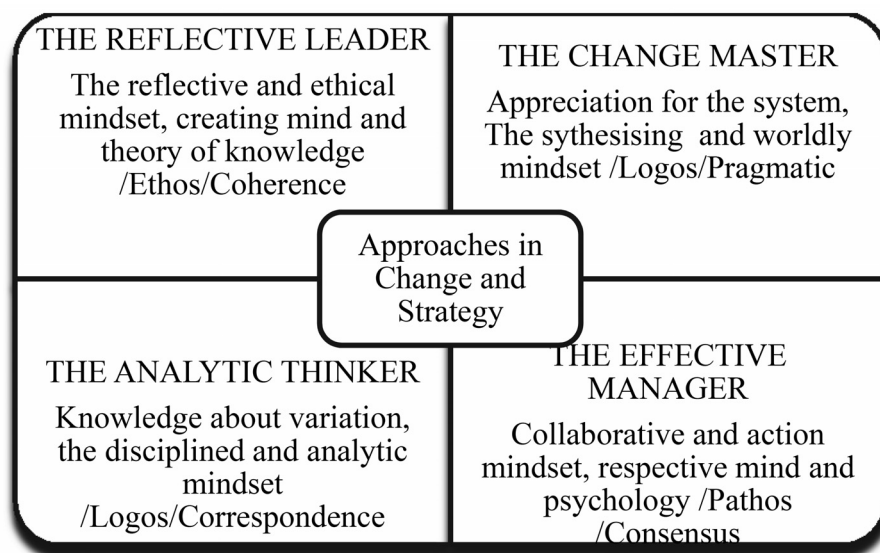 THE REFLECTIVE LEADER
The reflective and ethical
mindset, creating mind and
theory of knowledge
/Ethos/Coherence
THE CHANGE MASTER
Appreciation for the system,
The sythesising and worldly
mindset /Logos/Pragmatic
Approaches in
Change and
Strategy
THE ANALYTIC THINKER
Knowledge about variation,
the disciplined and analytic
mindset
/Logos/Correspondence
THE EFFECTIVE
MANAGER
Collaborative and action
mindset, respective mind and
psychology /Pathos
/Consensus